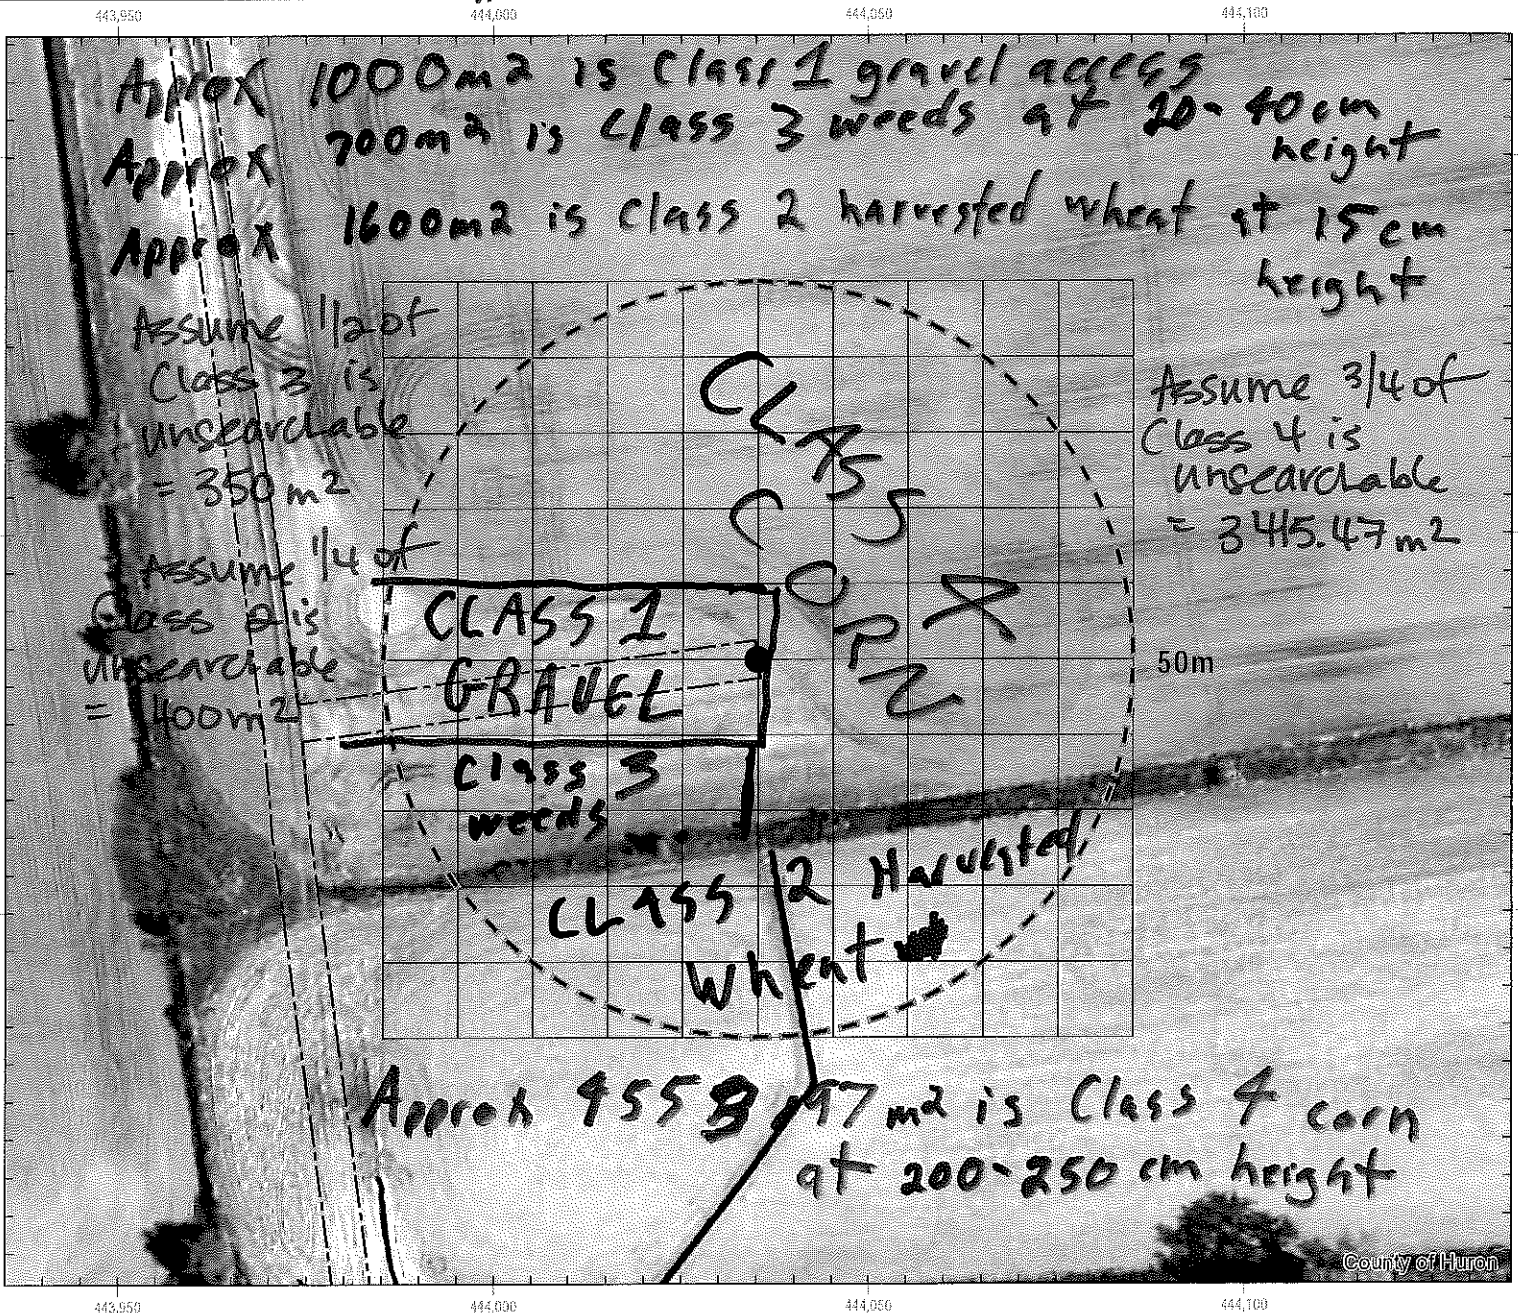 443,950 444,000 444,050 444,100
Approx 1000m2 is Class 1 gravel access
Approx 700m2 is Class 3 weeds at 20-40cm
height
Approx 1600m2 is Class 2 harvested wheat at 15cm
height
Assume 1/2 of
Class 3 is
unsearchable
= 350 m2
Assume 1/4 of
Class 2 is
unsearchable
= 400m2
Assume 3/4 of
Class 4 is
unsearchable
= 3415.47 m2
CLASS
4
CORN
CLASS 1
GRAVEL
50m
Class 3
weeds
CLASS 2 Harvested
Wheat
Approx 4553.97m2 is Class 4 corn
at 200-250 cm height
County of Huron
443,950 444,000 444,050 444,100